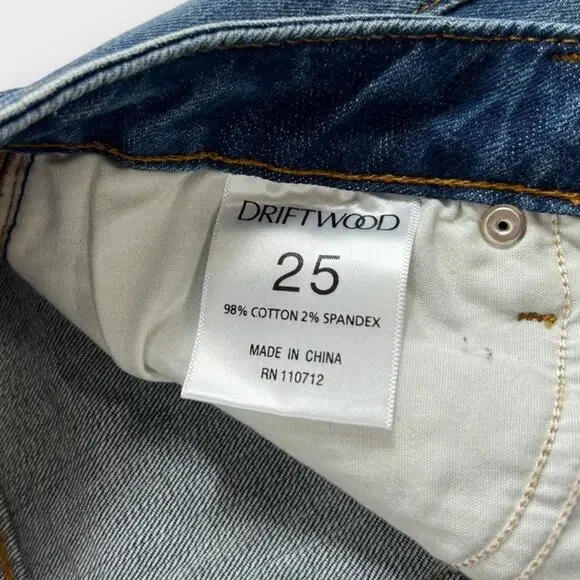 DRIFTWOOD
25
98% COTTON 2% SPANDEX
MADE IN CHINA
RN 110712